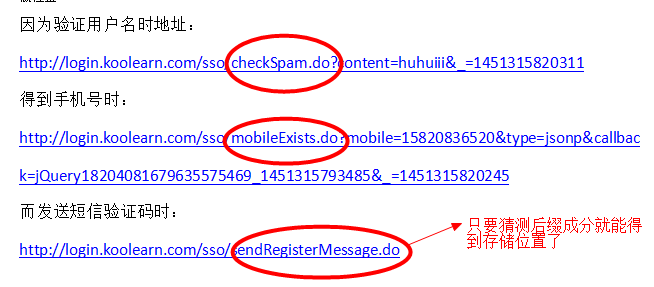 因为验证用户名时地址：
http://login.koolearn.com/sso/checkSpam.do?content=huhuiii&_=1451315820311
得到手机号时：
http://login.koolearn.com/sso/mobileExists.do?mobile=15820836520&type=jsonp&callbac
k=jQuery18204081679635575469_1451315793485&_=1451315820245
而发送短信验证码时：
http://login.koolearn.com/sso/sendRegisterMessage.do
只要猜测后缀成分就能得
到存储位置了